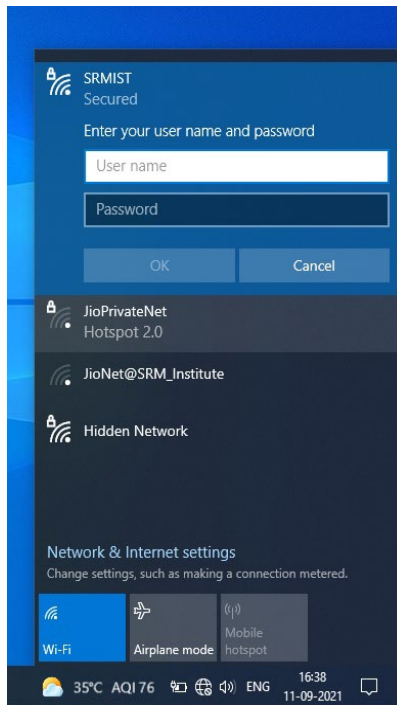 SRMIST
Secured
Enter your user name and password
User name
Password
OK Cancel
JioPrivateNet
Hotspot 2.0
JioNet@SRM_Institute
Hidden Network
Network & Internet settings
Change settings, such as making a connection metered.
Wi-Fi Airplane mode Mobile hotspot
35°C AQI 76 ENG 16:38 11-09-2021